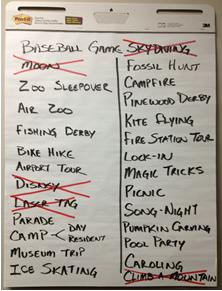 Post-it
BASEBALL GAME
MOON
ZOO SLEEPOVER
AIR ZOO
FISHING DERBY
BIKE HIKE
AIRPORT TOUR
DISNEY
LASER TAG
PARADE
CAMP < DAY
RESIDENT
MUSEUM TRIP
ICE SKATING
SKYDIVING
FOSSIL HUNT
CAMPFIRE
PINEWOOD DERBY
KITE FLYING
FIRE STATION TOUR
LOCK-IN
MAGIC TRICKS
PICNIC
SONG-NIGHT
PUMPKIN CARVING
POOL PARTY
CAROLING
CLIMB A MOUNTAIN